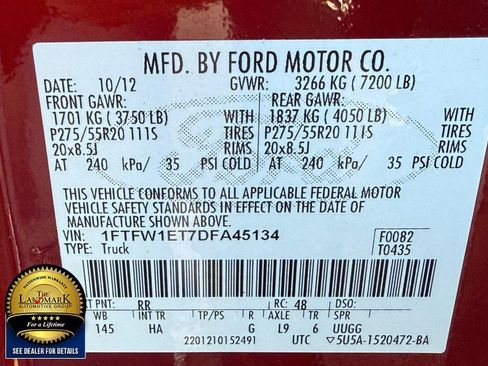 MFD. BY FORD MOTOR CO.
DATE: 10/12 GVWR: 3266 KG ( 7200 LB)
FRONT GAWR: REAR GAWR:
1701 KG ( 3750 LB) WITH 1837 KG ( 4050 LB) WITH
P275/55R20 111S TIRES P275/55R20 111S TIRES
20x8.5J RIMS 20x8.5J RIMS
AT 240 kPa/ 35 PSI COLD AT 240 kPa/ 35 PSI COLD
THIS VEHICLE CONFORMS TO ALL APPLICABLE FEDERAL MOTOR
VEHICLE SAFETY STANDARDS IN EFFECT ON THE DATE OF
MANUFACTURE SHOWN ABOVE.
VIN: 1FTFW1ET7DFA45134
TYPE: Truck
F0082
T0435
EXT PNT: RR RC: 48 DSO:
WB INT TR TP/PS R AXLE TR SPR
145 HA G L9 6 UUGG
2201210152491 UTC ▽5U5A-1520472-BA
NATIONWIDE WARRANTY
THE
LANDMARK
AUTOMOTIVE GROUP
For a Lifetime
SEE DEALER FOR DETAILS